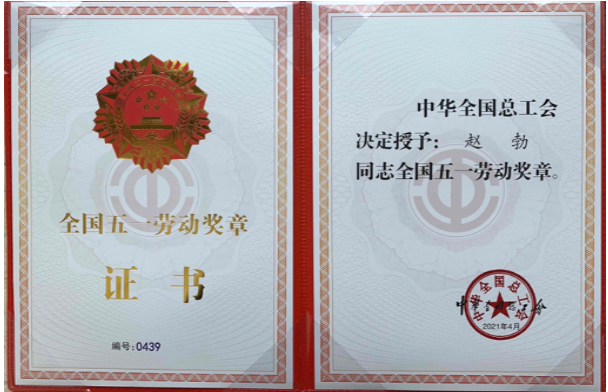 全国五一劳动奖章
证书
编号:0439
中华全国总工会
决定授予: 赵 勃
同志全国五一劳动奖章。
中华全国总工会
2021年4月